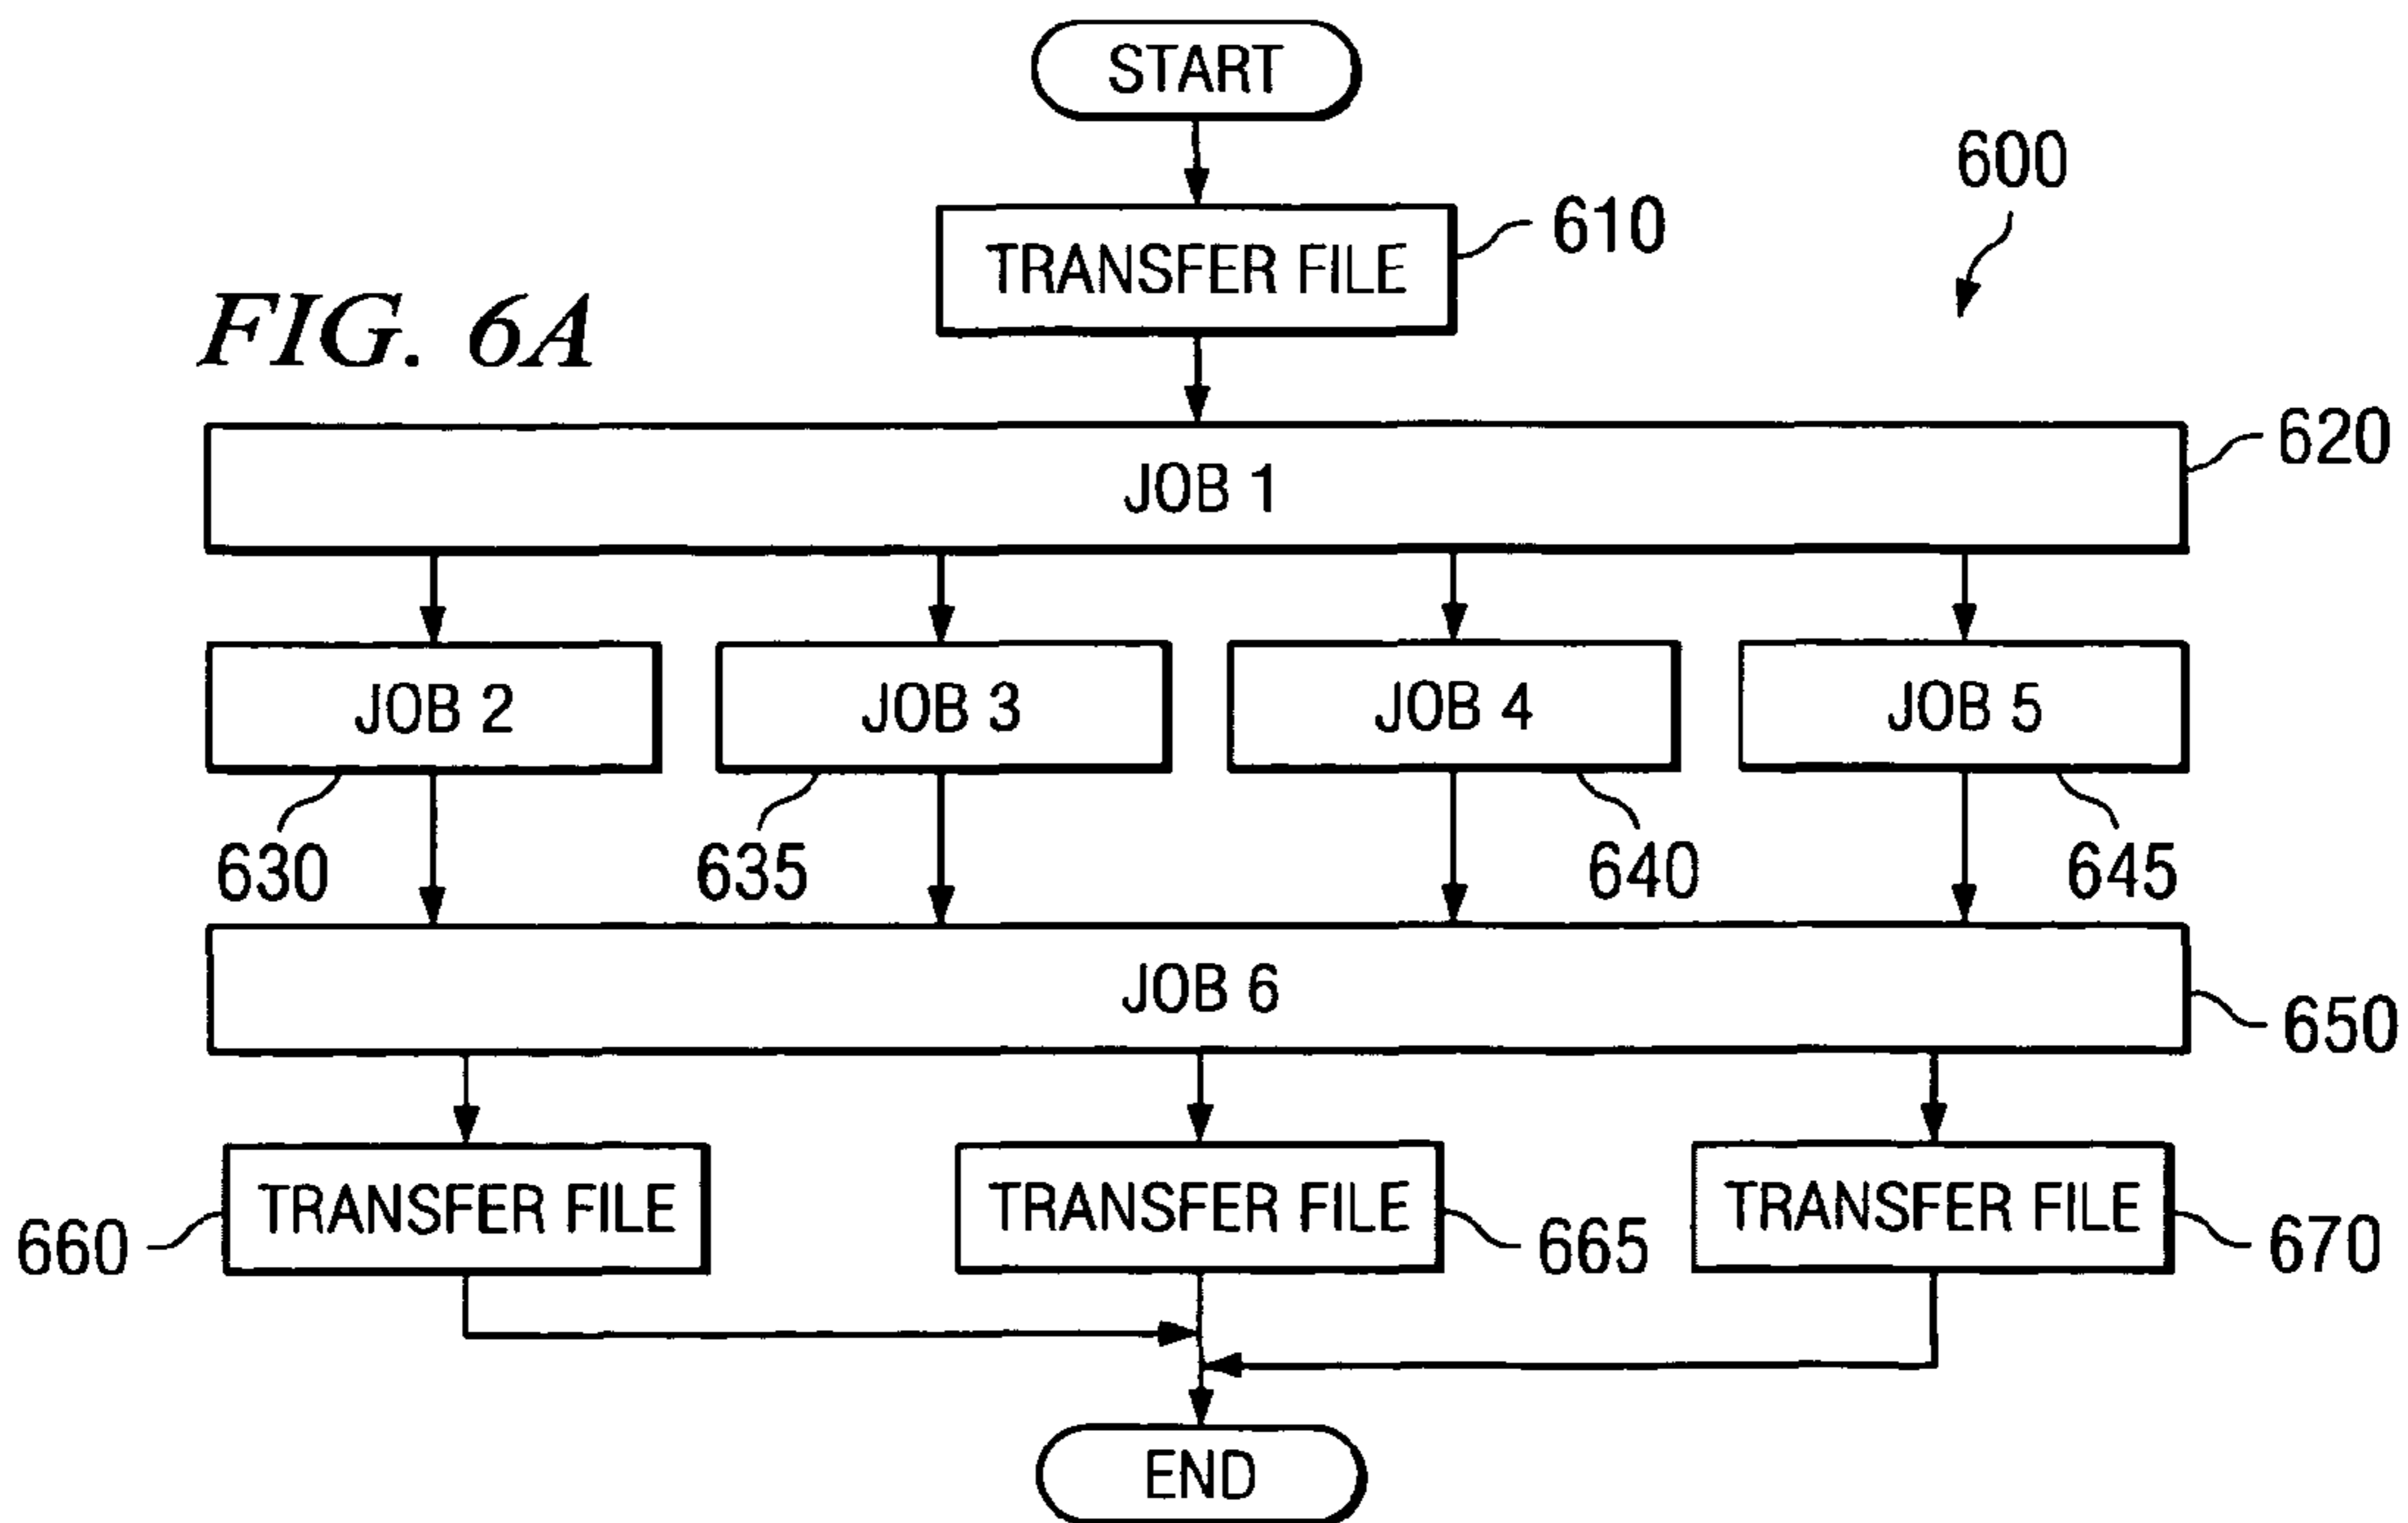 START
600
TRANSFER FILE
610
FIG. 6A
620
JOB 1
JOB 2
JOB 3
JOB 4
JOB 5
630
635
640
645
JOB 6
650
TRANSFER FILE
TRANSFER FILE
TRANSFER FILE
660
665
670
END